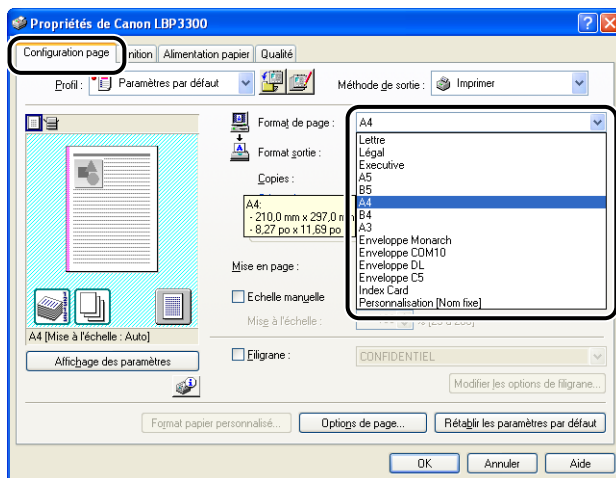 Propriétés de Canon LBP3300
Configuration page
nition
Alimentation papier
Qualité
Profil :
Paramètres par défaut
Méthode de sortie :
Imprimer
Format de page :
A4
Format sortie :
Lettre
Légal
Executive
A5
B5
A4
B4
A3
Enveloppe Monarch
Enveloppe COM10
Enveloppe DL
Enveloppe C5
Index Card
Personnalisation [Nom fixe]
Copies :
A4:
- 210,0 mm x 297,0 m
- 8,27 po x 11,69 po
Mise en page :
Echelle manuelle
Mise à l'échelle :
A4 [Mise à l'échelle : Auto]
Affichage des paramètres
Filigrane :
CONFIDENTIEL
Modifier les options de filigrane...
Format papier personnalisé...
Options de page...
Rétablir les paramètres par défaut
OK
Annuler
Aide